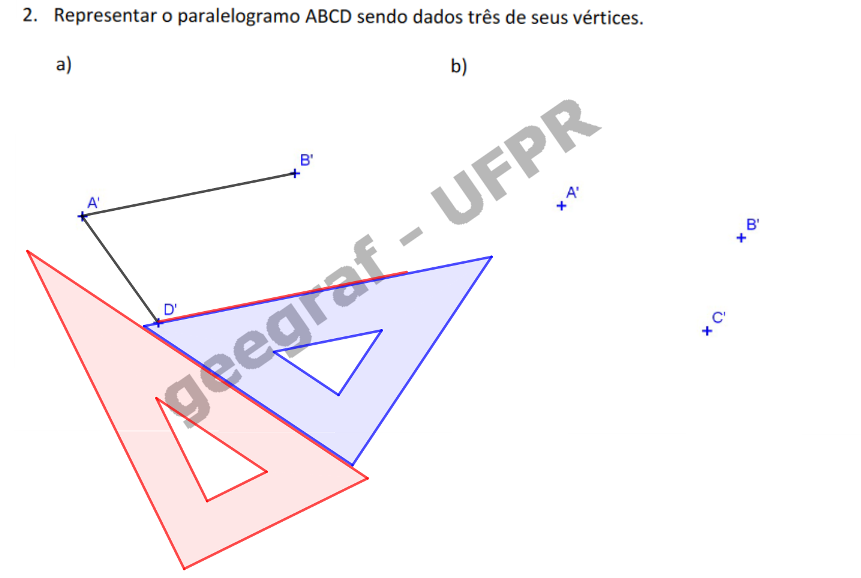 2. Representar o paralelogramo ABCD sendo dados três de seus vértices.
a)
b)
geegraf - UFPR
B'
A'
A'
B'
D'
C'